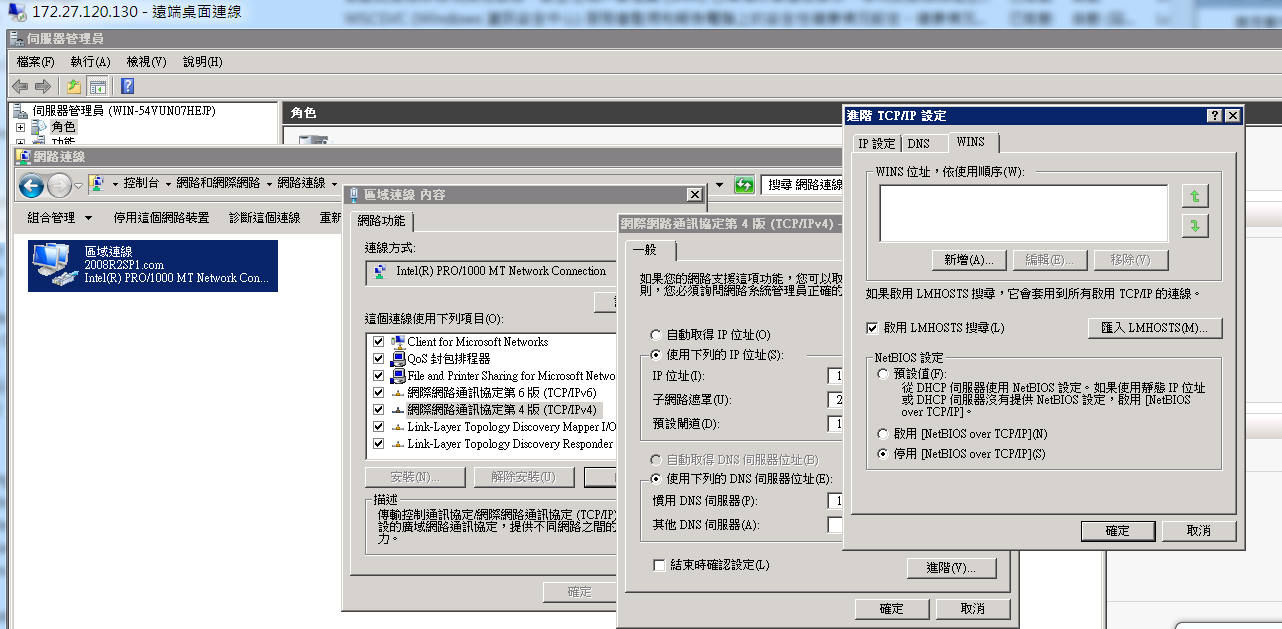 172.27.120.130 - 遠端桌面連線
伺服器管理員
檔案(F) 執行(A) 檢視(V) 說明(H)
伺服器管理員 (WIN-54VUN07HEJP)
角色
功能
角色
網路連線
控制台 網路和網際網路 網路連線
搜尋 網路連線
組合管理 停用這個網路裝置 診斷這個連線 重新
區域連線
2008R2SP1.com
Intel(R) PRO/1000 MT Network Con...
區域連線 內容
網路功能
連線方式:
Intel(R) PRO/1000 MT Network Connection
這個連線使用下列項目(O):
Client for Microsoft Networks
QoS 封包排程器
File and Printer Sharing for Microsoft Netwo
網際網路通訊協定第 6 版 (TCP/IPv6)
網際網路通訊協定第 4 版 (TCP/IPv4)
Link-Layer Topology Discovery Mapper I/O
Link-Layer Topology Discovery Responder
安裝(N)... 解除安裝(U)
描述
傳輸控制通訊協定/網際網路通訊協定 (TCP/IP
設的廣域網路通訊協定，提供不同網路之間的
力。
確定
網際網路通訊協定第 4 版 (TCP/IPv4) -
一般
如果您的網路支援這項功能，您可以取
則，您必須詢問網路系統管理員正確的
自動取得 IP 位址(O)
使用下列的 IP 位址(S):
IP 位址(I): 1
子網路遮罩(U): 2
預設閘道(D): 1
自動取得 DNS 伺服器位址(B)
使用下列的 DNS 伺服器位址(E):
慣用 DNS 伺服器(P): 1
其他 DNS 伺服器(A):
結束時確認設定(L)
進階(V)...
確定 取消
進階 TCP/IP 設定
IP 設定 DNS WINS
WINS 位址，依使用順序(W):
新增(A)... 編輯(E)... 移除(V)
如果啟用 LMHOSTS 搜尋，它會套用到所有啟用 TCP/IP 的連線。
啟用 LMHOSTS 搜尋(L) 匯入 LMHOSTS(M)...
NetBIOS 設定
預設值(F):
從 DHCP 伺服器使用 NetBIOS 設定。如果使用靜態 IP 位址
或 DHCP 伺服器沒有提供 NetBIOS 設定，啟用 [NetBIOS
over TCP/IP]。
啟用 [NetBIOS over TCP/IP](N)
停用 [NetBIOS over TCP/IP](S)
確定 取消